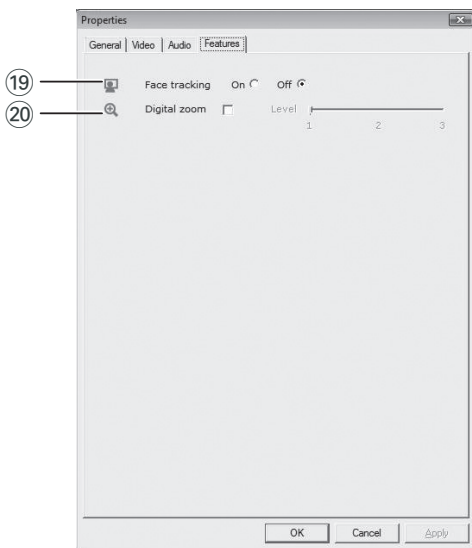 Properties
General Video Audio Features
19 Face tracking On Off
20 Digital zoom Level
1 2 3
OK Cancel Apply